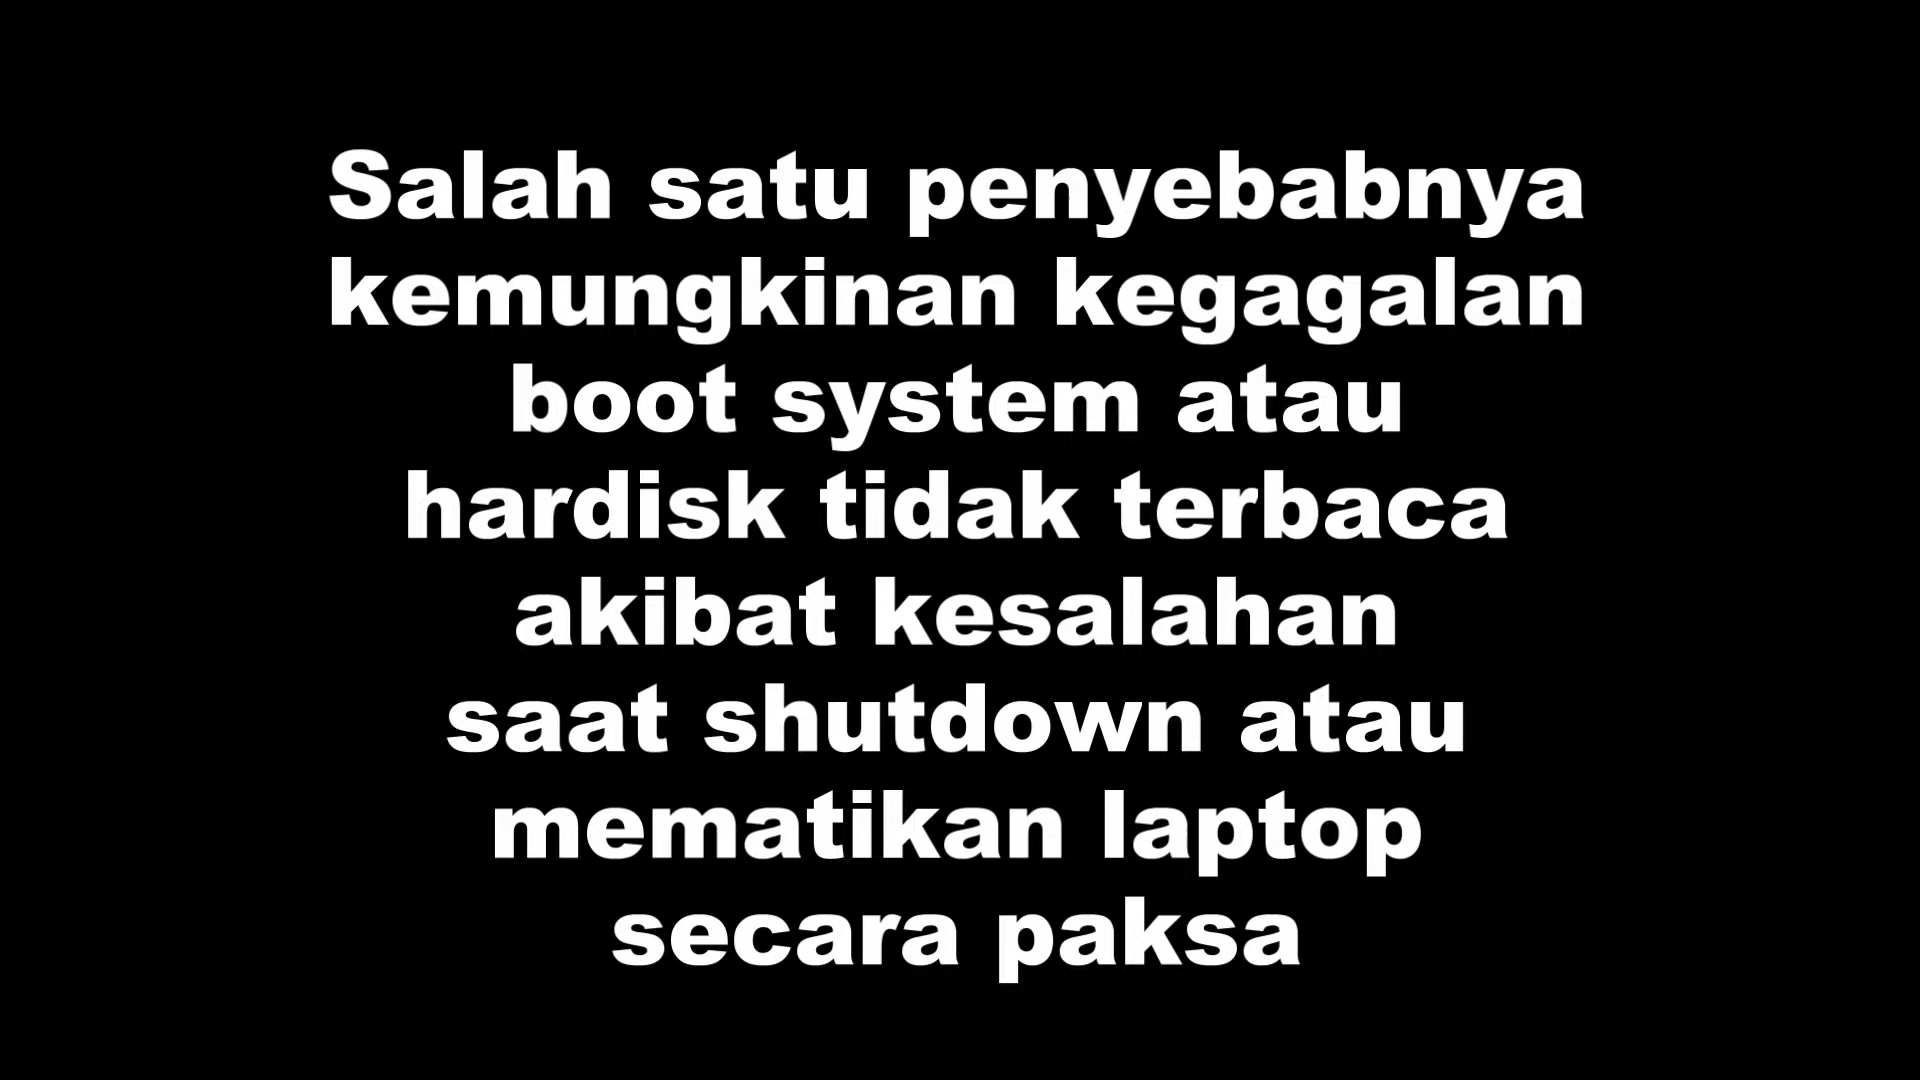 Salah satu penyebabnya
kemungkinan kegagalan
boot system atau
hardisk tidak terbaca
akibat kesalahan
saat shutdown atau
mematikan laptop
secara paksa